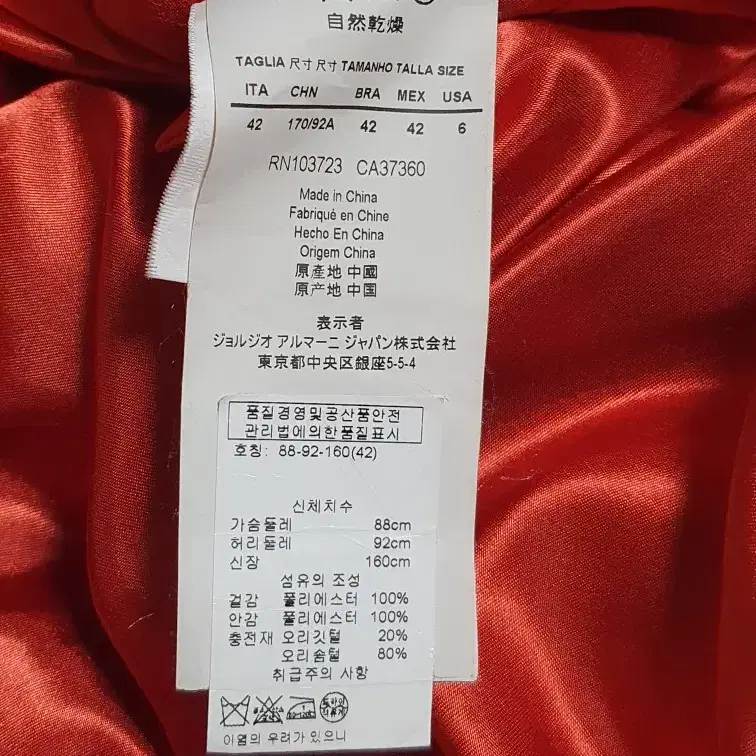 自然乾燥
TAGLIA 尺寸 尺寸 TAMANHO TALLA SIZE
ITA CHN BRA MEX USA
42 170/92A 42 42 6
RN103723 CA37360
Made in China
Fabriqué en Chine
Hecho En China
Origem China
原產地 中國
原产地 中国
表示者
ジョルジオ アルマーニ ジャパン株式会社
東京都中央区銀座5-5-4
품질경영및공산품안전
관리법에의한품질표시
호칭: 88-92-160(42)
신체치수
가슴둘레 88cm
허리둘레 92cm
신장 160cm
섬유의 조성
겉감 폴리에스터 100%
안감 폴리에스터 100%
충전재 오리깃털 20%
오리솜털 80%
취급주의 사항
드라이
이염의 우려가 있으니